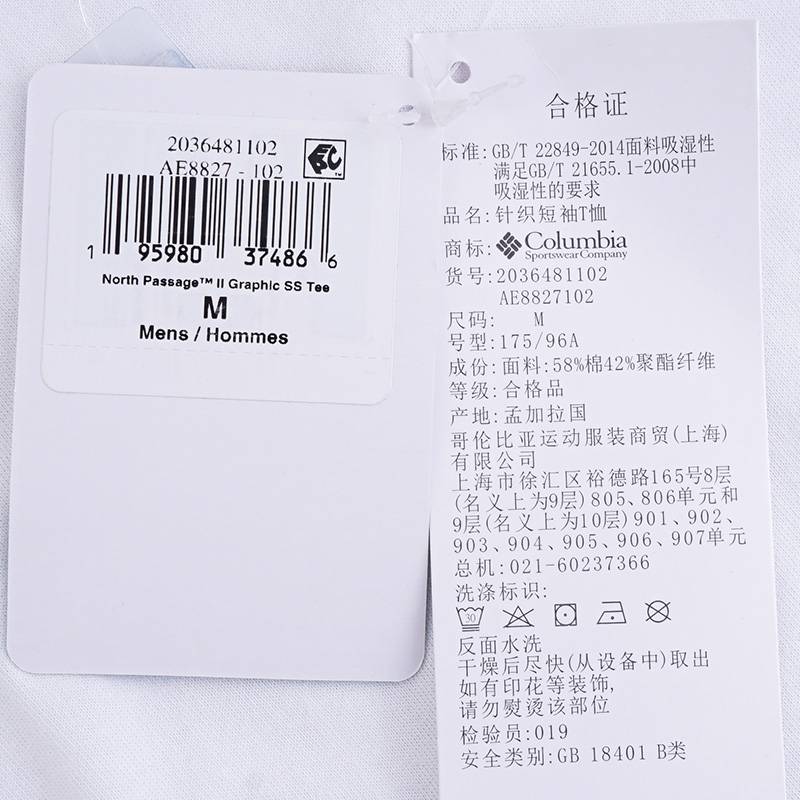 2036481102
AE8827 - 102
1 95980 37486 6
North Passage™ II Graphic SS Tee
M
Mens / Hommes
合格证
标准:GB/T 22849-2014面料吸湿性
满足GB/T 21655.1-2008中
吸湿性的要求
品名:针织短袖T恤
商标:Columbia
Sportswear Company
货号:2036481102
AE8827102
尺码: M
号型:175/96A
成份:面料:58%棉42%聚酯纤维
等级:合格品
产地:孟加拉国
哥伦比亚运动服装商贸(上海)
有限公司
上海市徐汇区裕德路165号8层
(名义上为9层)805、806单元和
9层(名义上为10层)901、902、
903、904、905、906、907单元
总机:021-60237366
洗涤标识:
30
反面水洗
干燥后尽快(从设备中)取出
如有印花等装饰,
请勿熨烫该部位
检验员:019
安全类别:GB 18401 B类